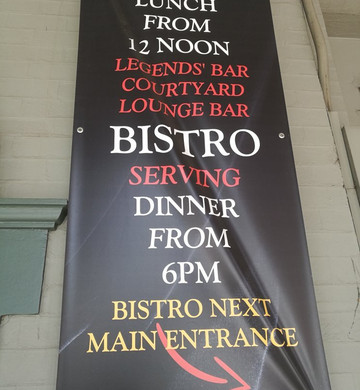 LUNCH
FROM
12 NOON
LEGENDS' BAR
COURTYARD
LOUNGE BAR
BISTRO
SERVING
DINNER
FROM
6PM
BISTRO NEXT
MAIN ENTRANCE